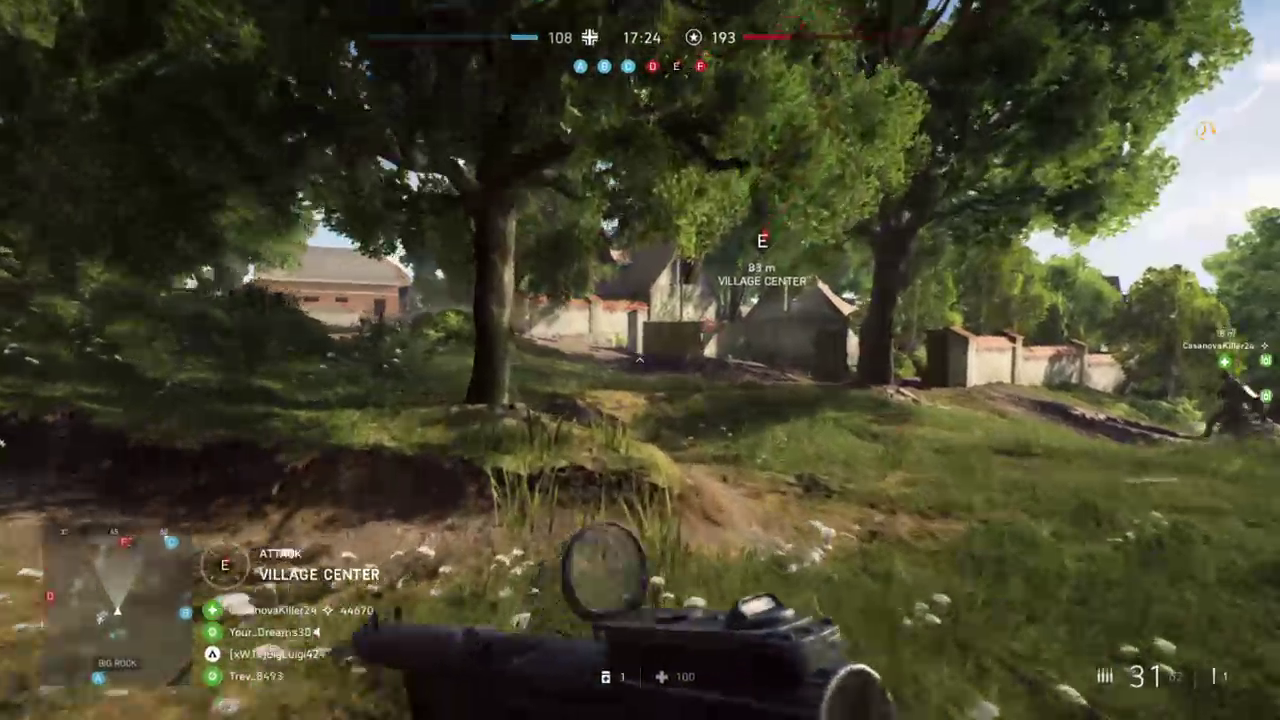 108 17:24 193
A B C D E F
E
83 m
VILLAGE CENTER
CasanovaKiller24
E
ATTACK
VILLAGE CENTER
D
B
BIG ROCK
A
44670
Your_Dreams30
Trev_8493
1 100
31 1